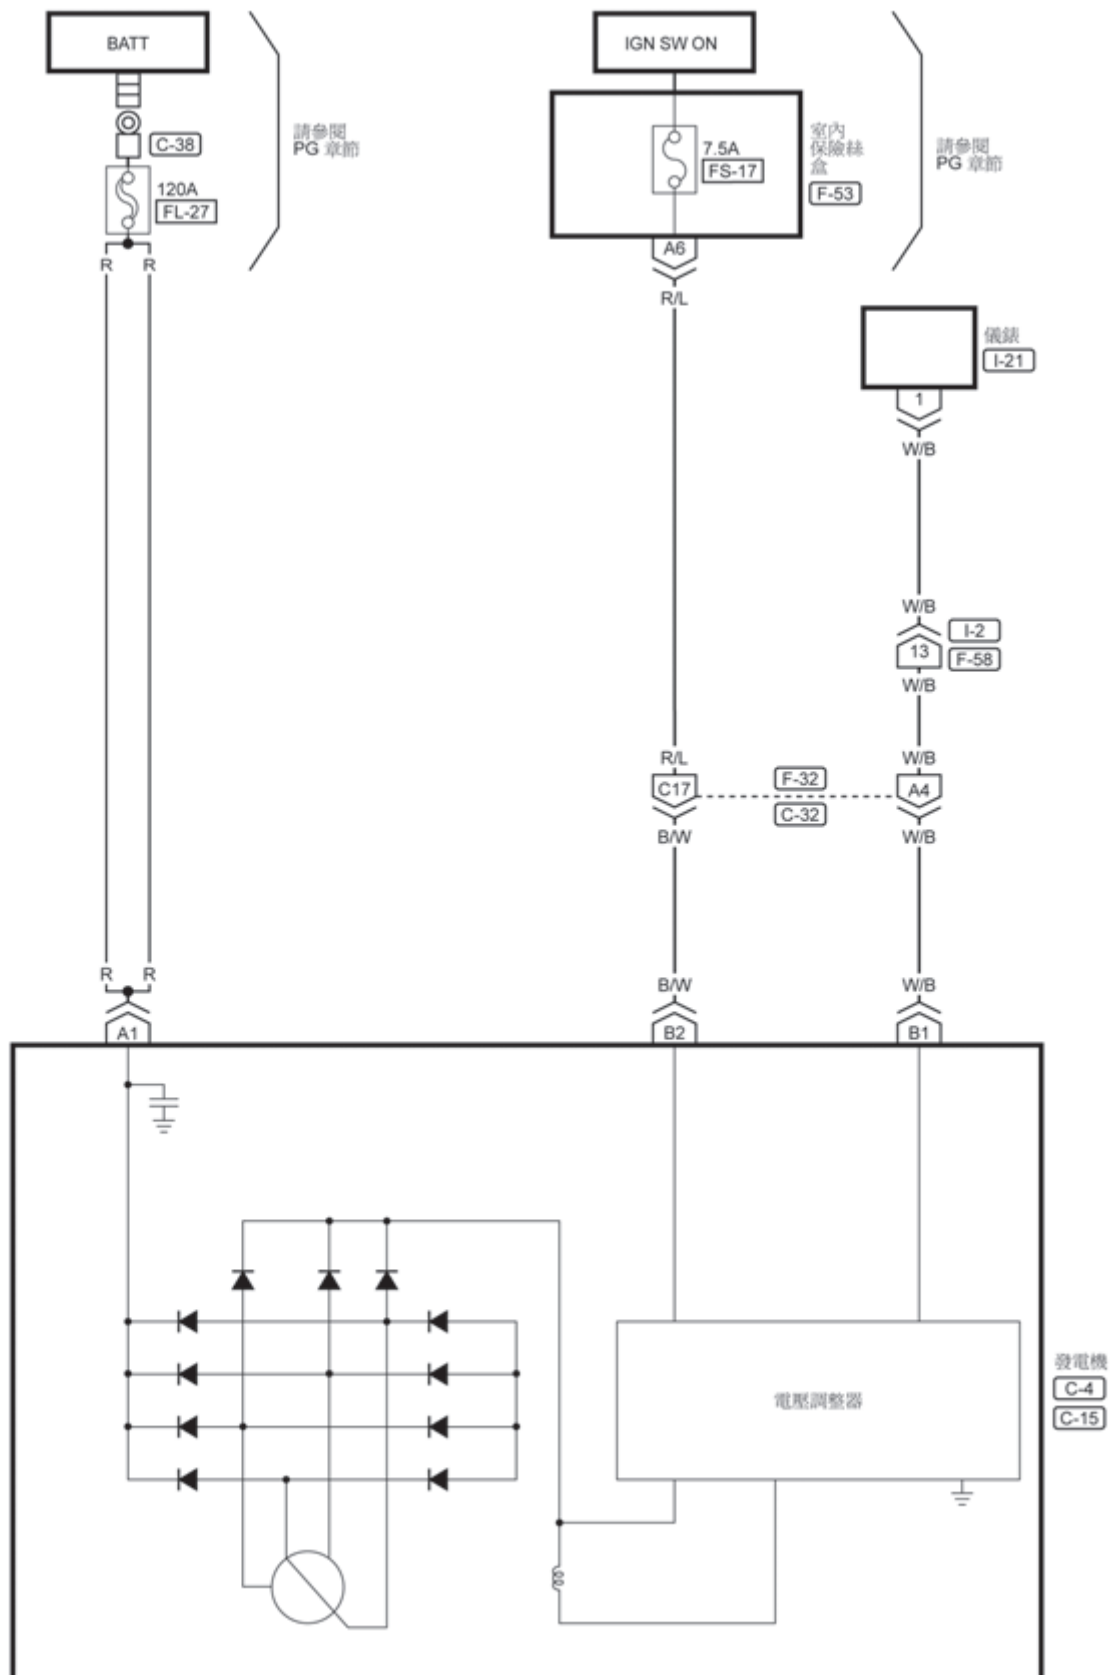 BATT
IGN SW ON
C-38
120A
FL-27
請參閱
PG 章節
7.5A
FS-17
室內
保險絲
盒
F-53
請參閱
PG 章節
R
R
A6
R/L
儀錶
I-21
1
W/B
W/B
I-2
13
F-58
W/B
R/L
W/B
C17
F-32
C-32
A4
B/W
W/B
R
R
B/W
W/B
A1
B2
B1
電壓調整器
發電機
C-4
C-15